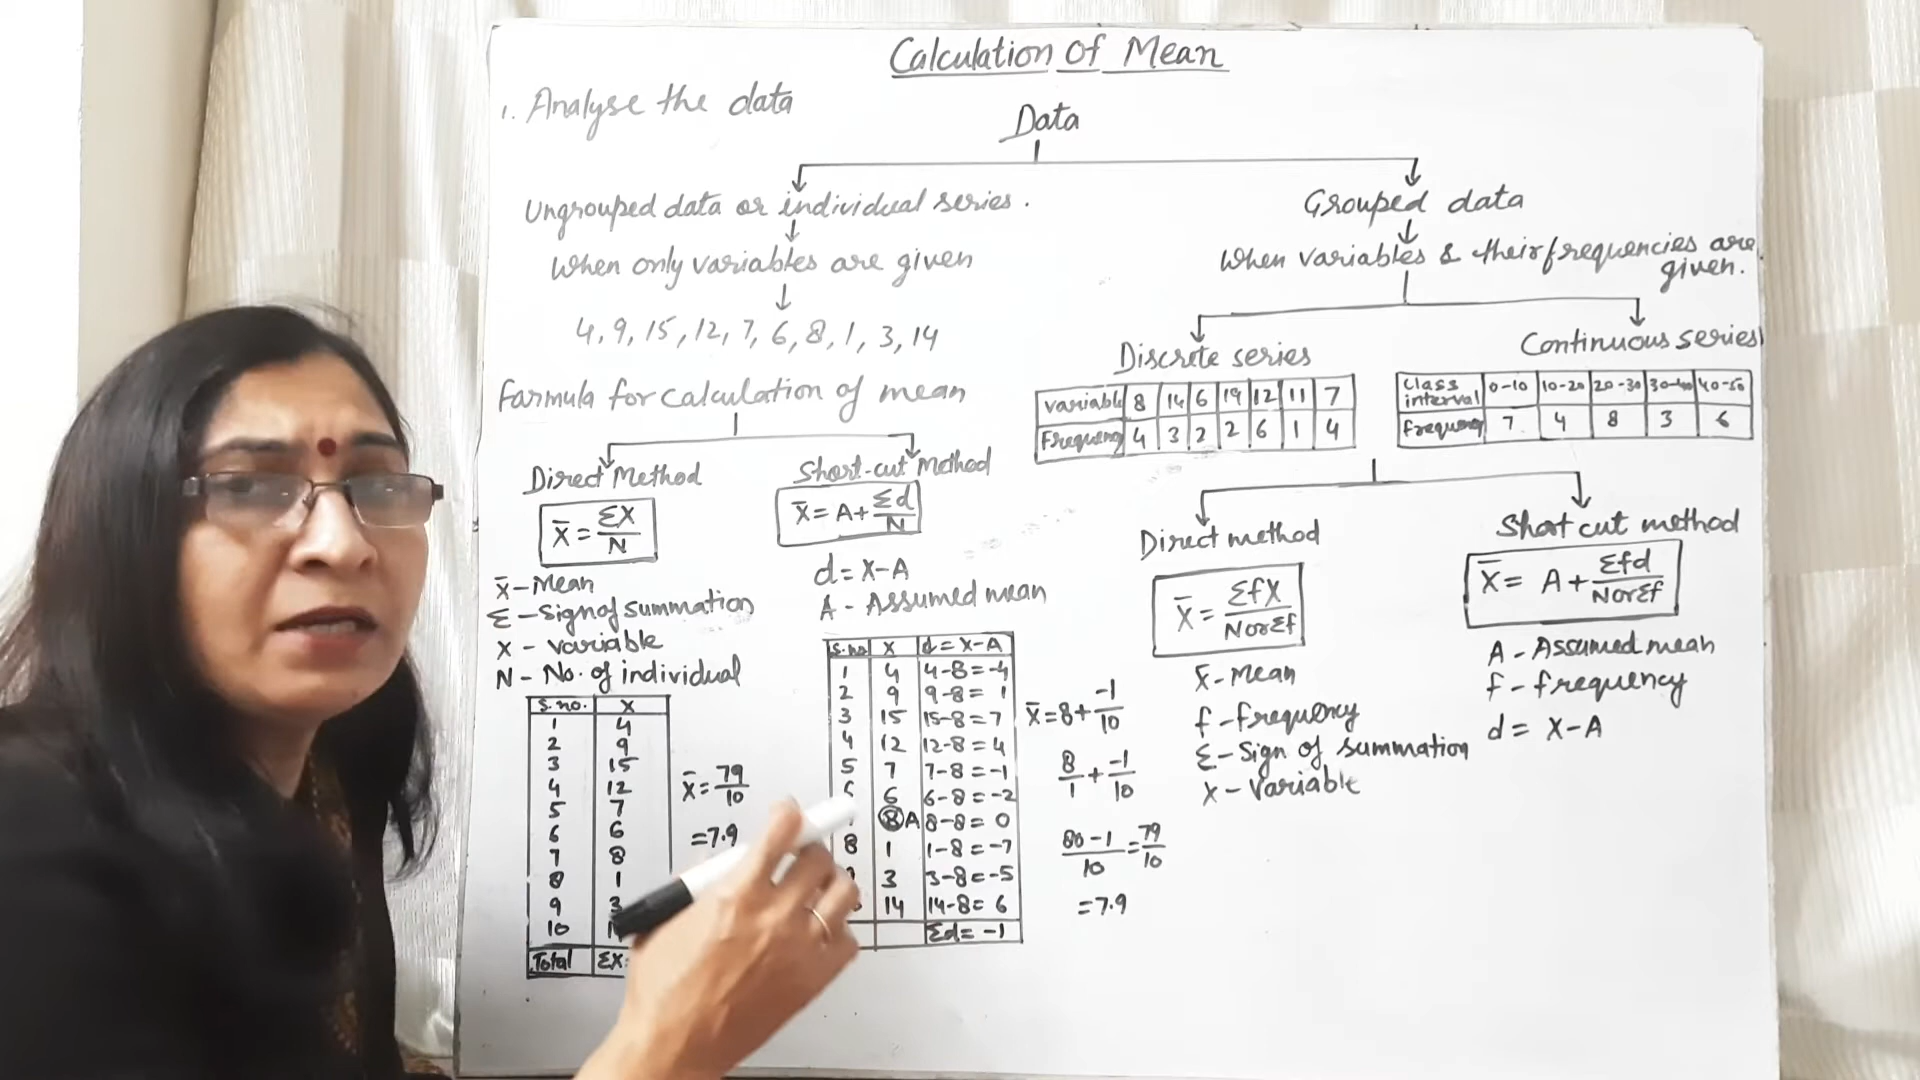 Calculation Of Mean
1. Analyse the data
Data
Ungrouped data or individual series.
When only variables are given
4, 9, 15, 12, 7, 6, 8, 1, 3, 14
Formula for calculation of mean
Direct Method
X̄ = ΣX/N
X̄ - Mean
Σ - Sign of summation
X - variable
N - No. of individual
S.no. X
1 4
2 9
3 15
4 12
5 7
6 6
7 8
8 1
9 3
10
Total ΣX
X̄ = 79/10
= 7.9
Short-cut Method
X̄ = A + Σd/N
d = X-A
A - Assumed mean
S.no X d = X-A
1 4 4-8 = -4
2 9 9-8 = 1
3 15 15-8 = 7
4 12 12-8 = 4
5 7 7-8 = -1
6 6-8 = -2
8 A 8-8 = 0
8 1 1-8 = -7
3 3-8 = -5
14 14-8 = 6
Σd = -1
X̄ = 8 + -1/10
8/1 + -1/10
80-1/10 = 79/10
= 7.9
Grouped data
When variables & their frequencies are
given.
Discrete series
variable 8 14 6 19 12 11 7
Frequency 4 3 2 2 6 1 4
Continuous series
Class interval 0-10 10-20 20-30 30-40 40-50
frequency 7 4 8 3 6
Direct method
X̄ = ΣfX/N or Σf
X̄ - Mean
f - frequency
Σ - Sign of summation
X - Variable
Short cut method
X̄ = A + Σfd/N or Σf
A - Assumed mean
f - frequency
d = X-A